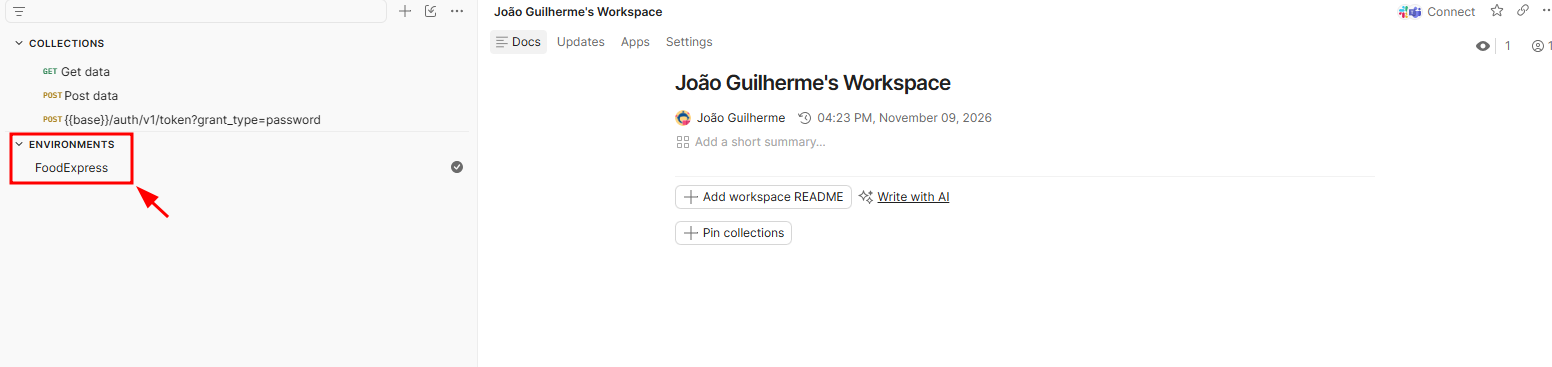 COLLECTIONS
GET Get data
POST Post data
POST {{base}}/auth/v1/token?grant_type=password
ENVIRONMENTS
FoodExpress
João Guilherme's Workspace
Connect
Docs Updates Apps Settings
1 1
João Guilherme's Workspace
João Guilherme 04:23 PM, November 09, 2026
Add a short summary...
Add workspace README Write with AI
Pin collections